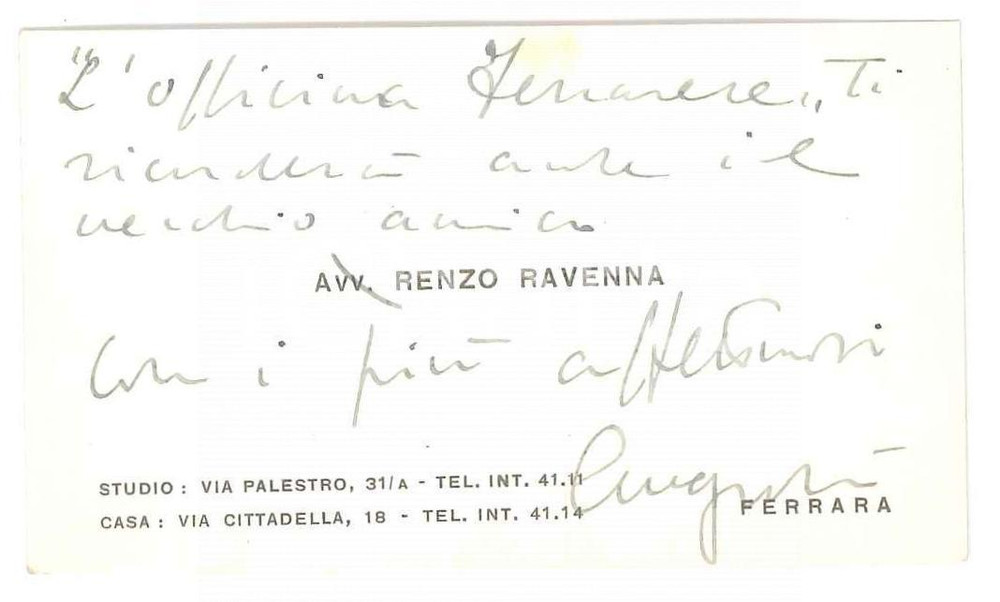 "L'officina Ferrarese„ Ti
ricorderà anche il
vecchio amico
AVV. RENZO RAVENNA
Con i più affettuosi
auguri
STUDIO : VIA PALESTRO, 31/A - TEL. INT. 41.11
CASA : VIA CITTADELLA, 18 - TEL. INT. 41.14
FERRARA